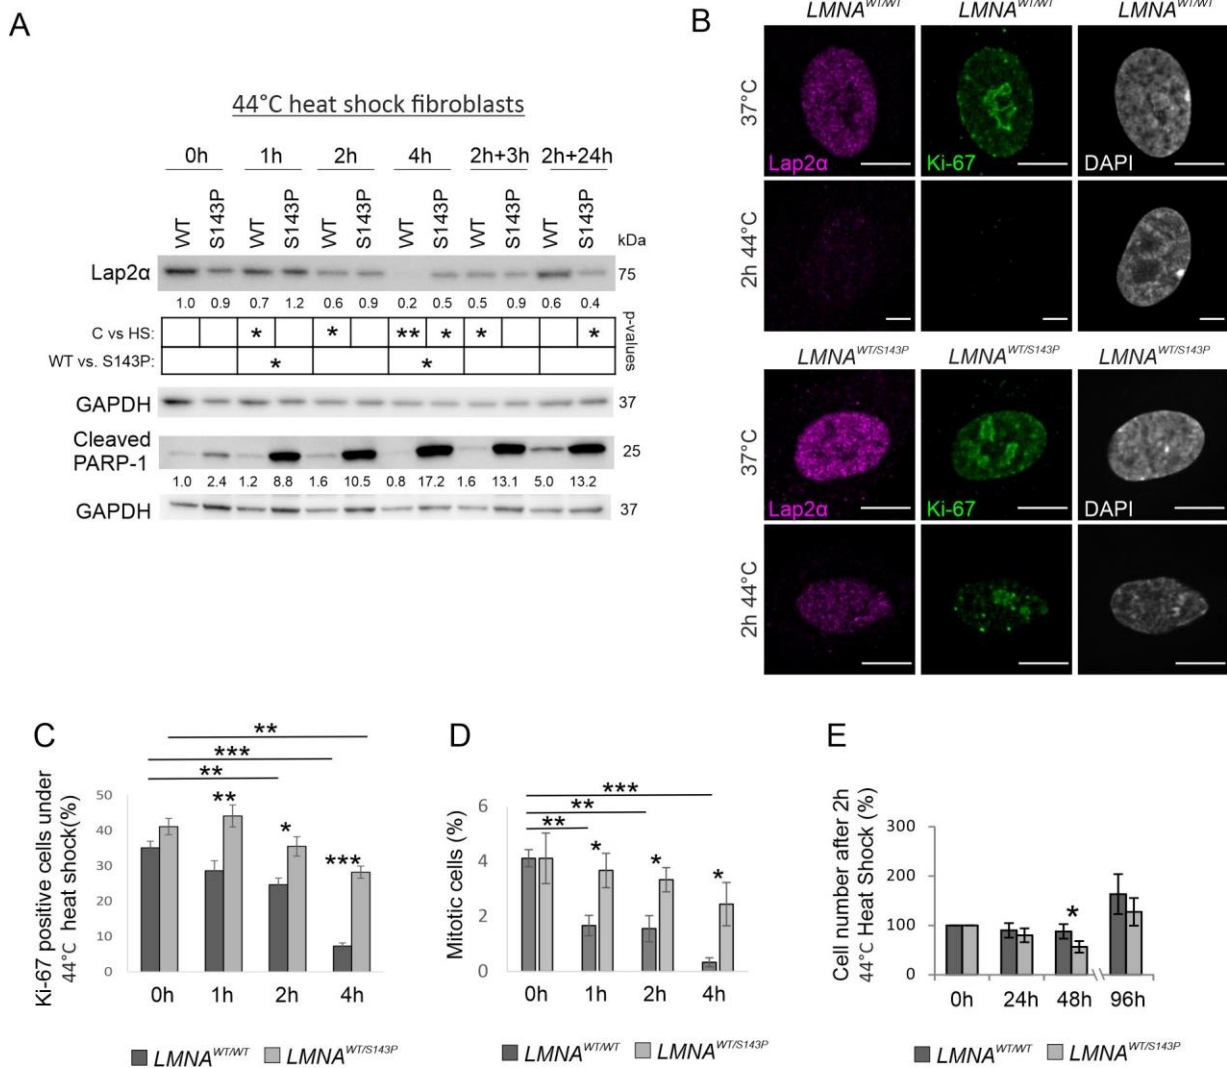 A
44°C heat shock fibroblasts
0h 1h 2h 4h 2h+3h 2h+24h
WT S143P WT S143P WT S143P WT S143P WT S143P WT S143P
kDa
Lap2α 75
1.0 0.9 0.7 1.2 0.6 0.9 0.2 0.5 0.5 0.9 0.6 0.4
C vs HS: * * ** * * *
WT vs. S143P: * *
p-values
GAPDH 37
Cleaved
PARP-1 25
1.0 2.4 1.2 8.8 1.6 10.5 0.8 17.2 1.6 13.1 5.0 13.2
GAPDH 37
B
LMNA^WT/WT LMNA^WT/WT LMNA^WT/WT
37°C
Lap2α Ki-67 DAPI
2h 44°C
LMNA^WT/S143P LMNA^WT/S143P LMNA^WT/S143P
37°C
Lap2α Ki-67 DAPI
2h 44°C
C
Ki-67 positive cells under
44°C heat shock(%)
**
***
**
** * ***
50
40
30
20
10
0
0h 1h 2h 4h
LMNA^WT/WT LMNA^WT/S143P
D
Mitotic cells (%)
***
**
**
* * *
6
4
2
0
0h 1h 2h 4h
LMNA^WT/WT LMNA^WT/S143P
E
Cell number after 2h
44°C Heat Shock (%)
*
300
200
100
0
0h 24h 48h 96h
LMNA^WT/WT LMNA^WT/S143P